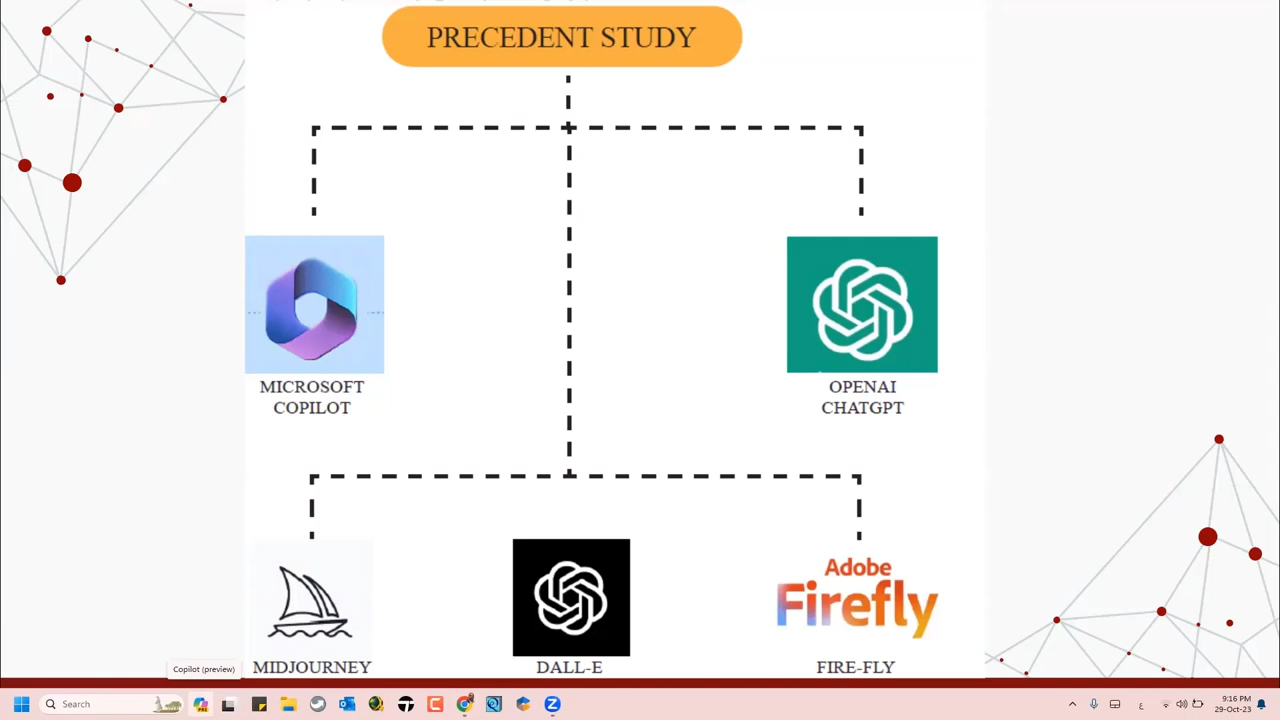 PRECEDENT STUDY
MICROSOFT
COPILOT
OPENAI
CHATGPT
Adobe
Firefly
MIDJOURNEY
DALL-E
FIRE-FLY
Copilot (preview)
Search
PRE
ع
9:16 PM
29-Oct-23